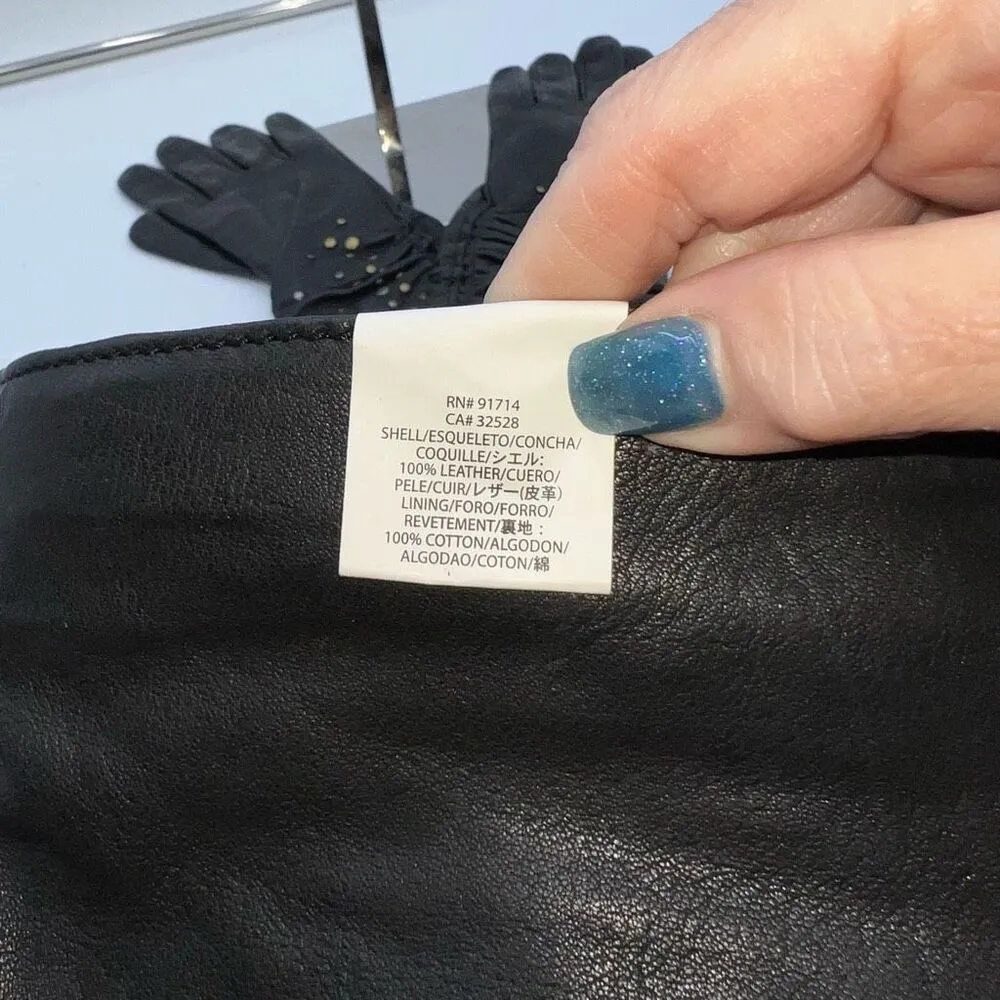 RN# 91714
CA# 32528
SHELL/ESQUELETO/CONCHA/
COQUILLE/シエル:
100% LEATHER/CUERO/
PELE/CUIR/レザー(皮革)
LINING/FORO/FORRO/
REVETEMENT/裏地:
100% COTTON/ALGODON/
ALGODAO/COTON/綿